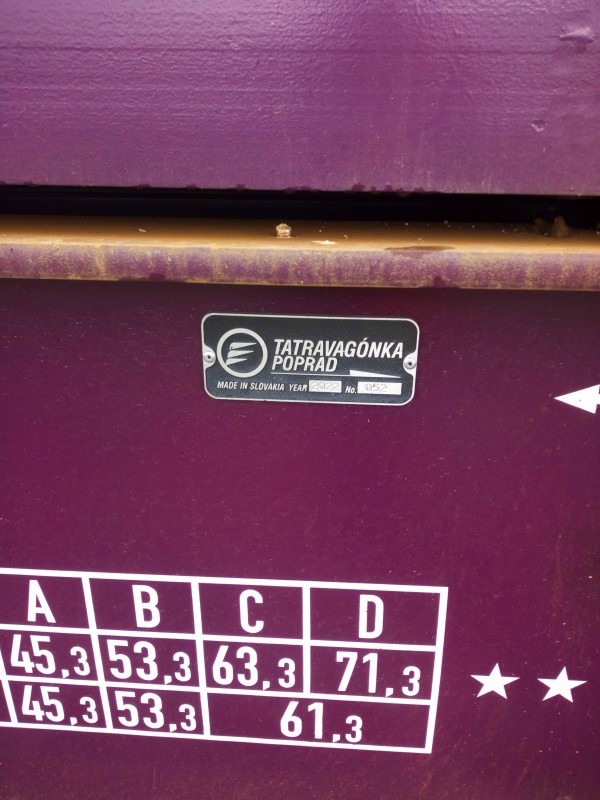 TATRAVAGÓNKA
POPRAD
MADE IN SLOVAKIA YEAR 2022 No. 052
A B C D
45,3 53,3 63,3 71,3
45,3 53,3 61,3
★ ★